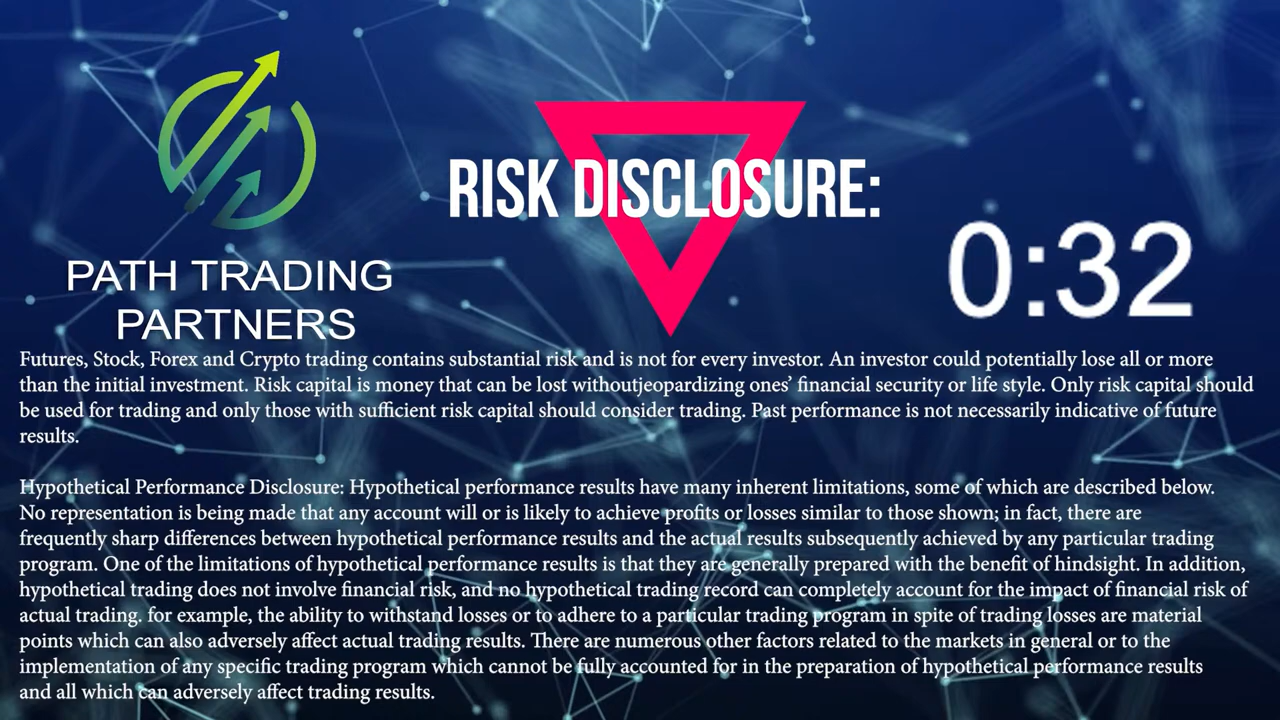 PATH TRADING
PARTNERS
RISK DISCLOSURE:
0:32
Futures, Stock, Forex and Crypto trading contains substantial risk and is not for every investor. An investor could potentially lose all or more
than the initial investment. Risk capital is money that can be lost withoutjeopardizing ones’ financial security or life style. Only risk capital should
be used for trading and only those with sufficient risk capital should consider trading. Past performance is not necessarily indicative of future
results.
Hypothetical Performance Disclosure: Hypothetical performance results have many inherent limitations, some of which are described below.
No representation is being made that any account will or is likely to achieve profits or losses similar to those shown; in fact, there are
frequently sharp differences between hypothetical performance results and the actual results subsequently achieved by any particular trading
program. One of the limitations of hypothetical performance results is that they are generally prepared with the benefit of hindsight. In addition,
hypothetical trading does not involve financial risk, and no hypothetical trading record can completely account for the impact of financial risk of
actual trading. for example, the ability to withstand losses or to adhere to a particular trading program in spite of trading losses are material
points which can also adversely affect actual trading results. There are numerous other factors related to the markets in general or to the
implementation of any specific trading program which cannot be fully accounted for in the preparation of hypothetical performance results
and all which can adversely affect trading results.